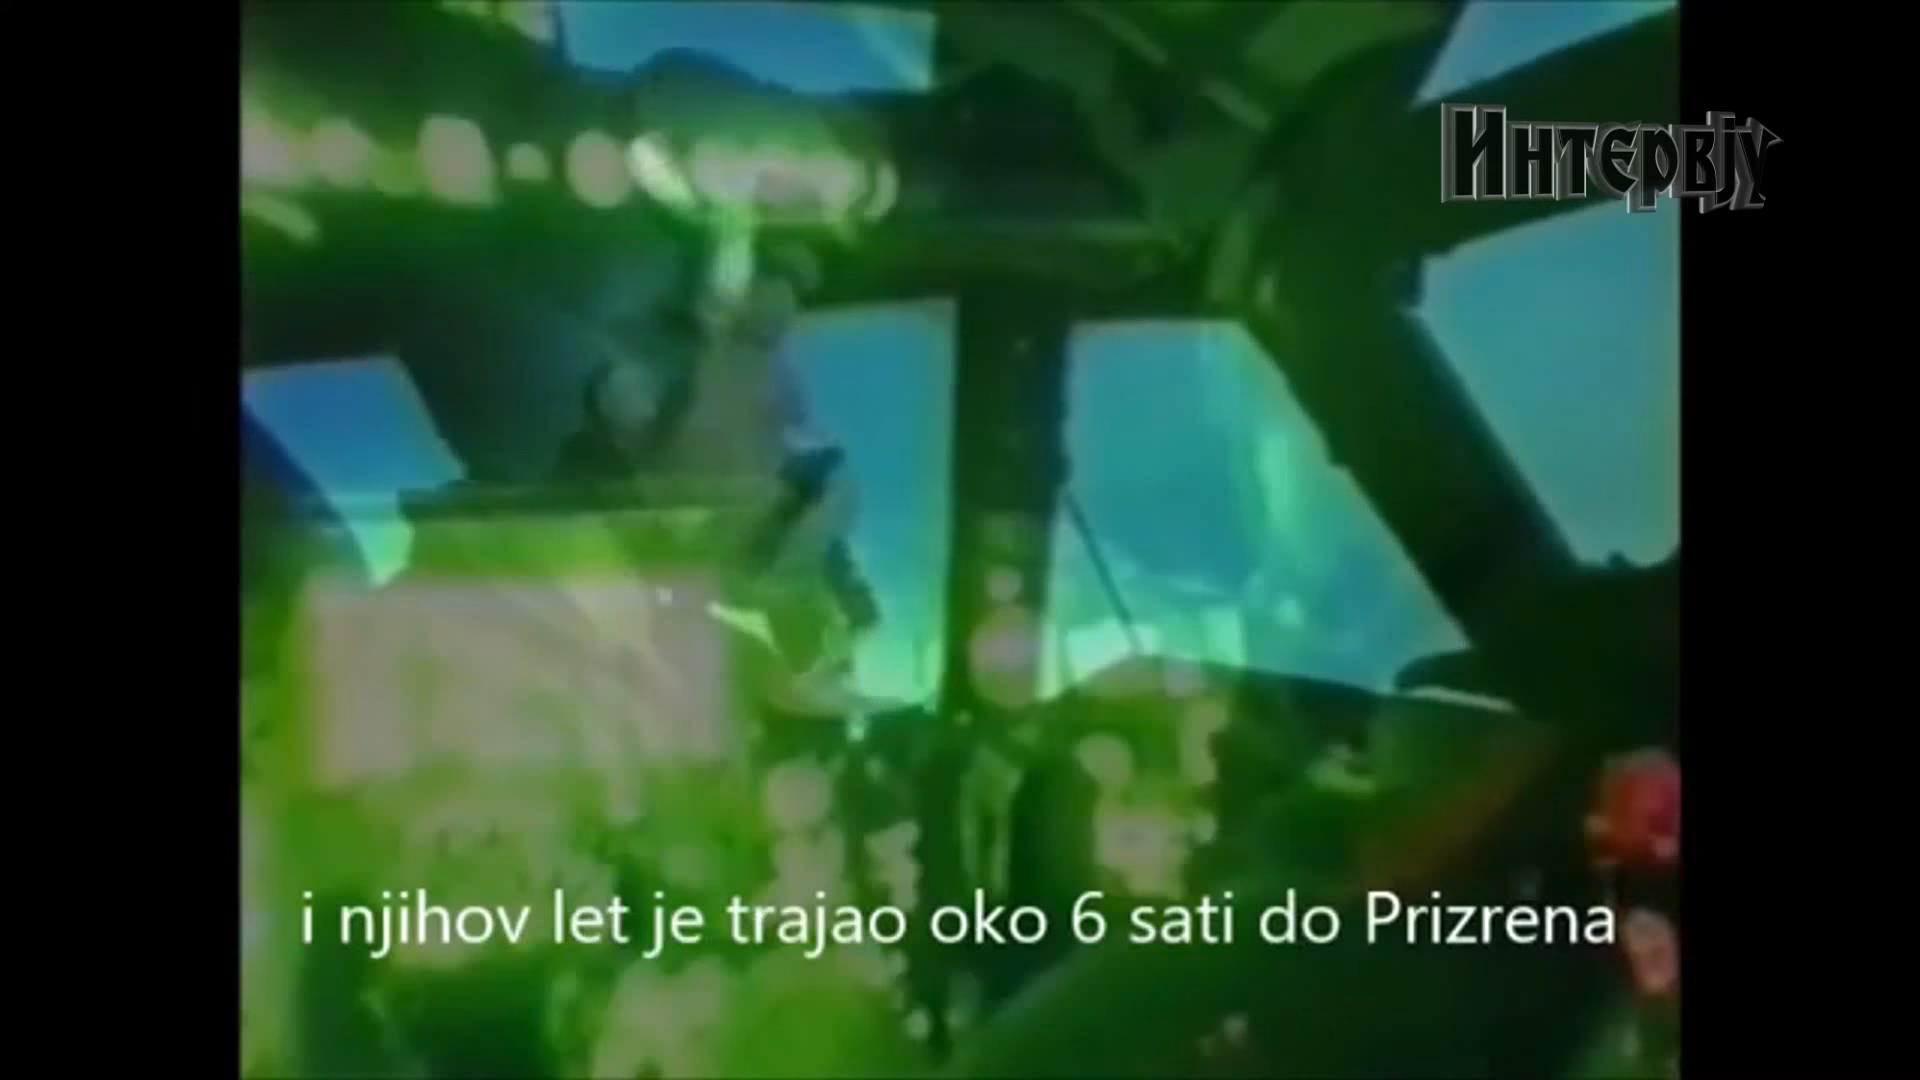 Интервју
i njihov let je trajao oko 6 sati do Prizrena